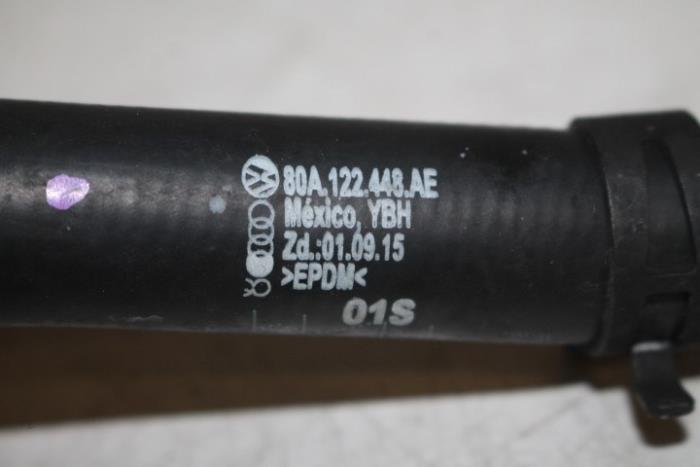 80A.122.448.AE
México, YBH
Zd.:01.09.15
>EPDM<
01S